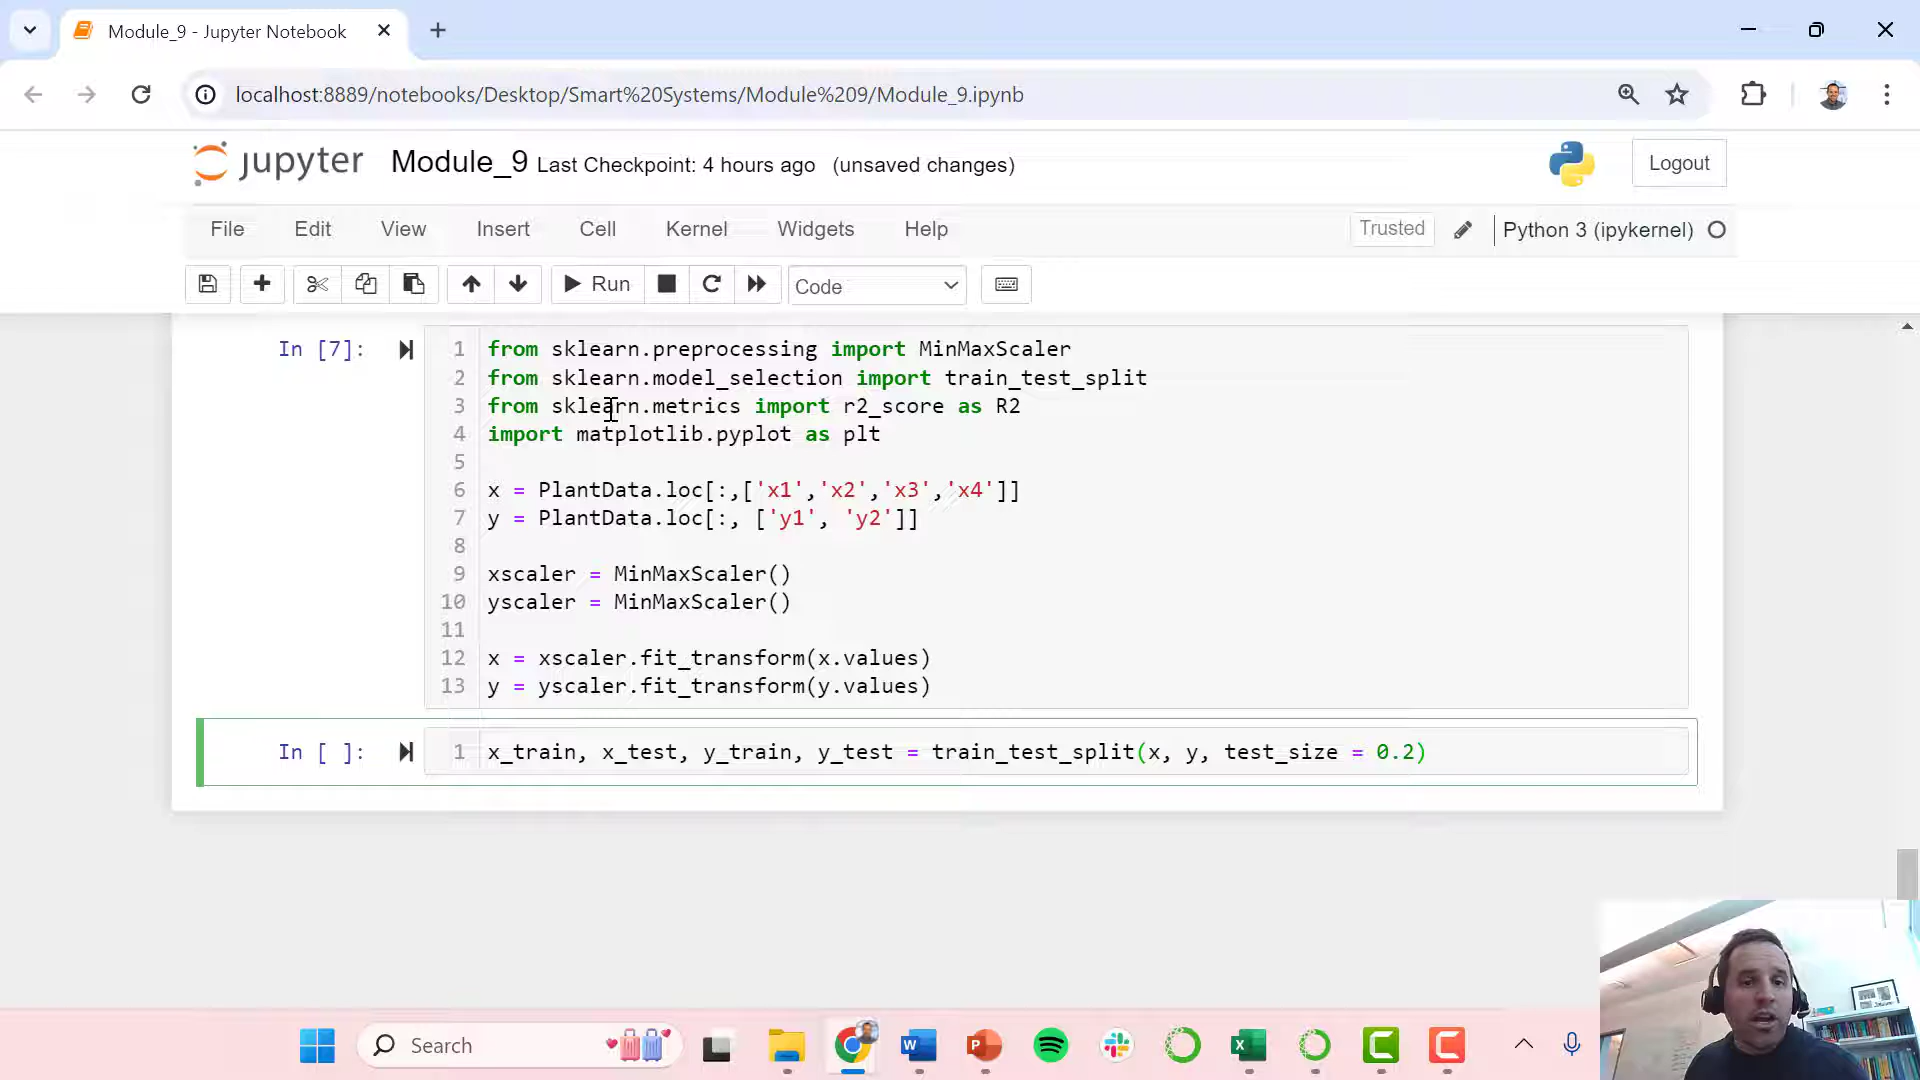 Module_9 - Jupyter Notebook
localhost:8889/notebooks/Desktop/Smart%20Systems/Module%209/Module_9.ipynb
jupyter Module_9 Last Checkpoint: 4 hours ago (unsaved changes) Logout
File Edit View Insert Cell Kernel Widgets Help Trusted Python 3 (ipykernel)
Run Code
In [7]: 1 from sklearn.preprocessing import MinMaxScaler
2 from sklearn.model_selection import train_test_split
3 from sklearn.metrics import r2_score as R2
4 import matplotlib.pyplot as plt
5
6 x = PlantData.loc[:,['x1','x2','x3','x4']]
7 y = PlantData.loc[:, ['y1', 'y2']]
8
9 xscaler = MinMaxScaler()
10 yscaler = MinMaxScaler()
11
12 x = xscaler.fit_transform(x.values)
13 y = yscaler.fit_transform(y.values)
In [ ]: 1 x_train, x_test, y_train, y_test = train_test_split(x, y, test_size = 0.2)
Search